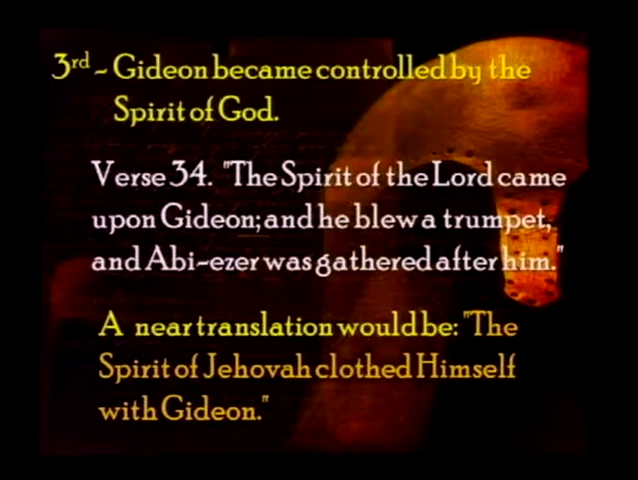 3rd - Gideon became controlled by the
Spirit of God.
Verse 34. "The Spirit of the Lord came
upon Gideon; and he blew a trumpet,
and Abi-ezer was gathered after him."
A near translation would be: "The
Spirit of Jehovah clothed Himself
with Gideon."